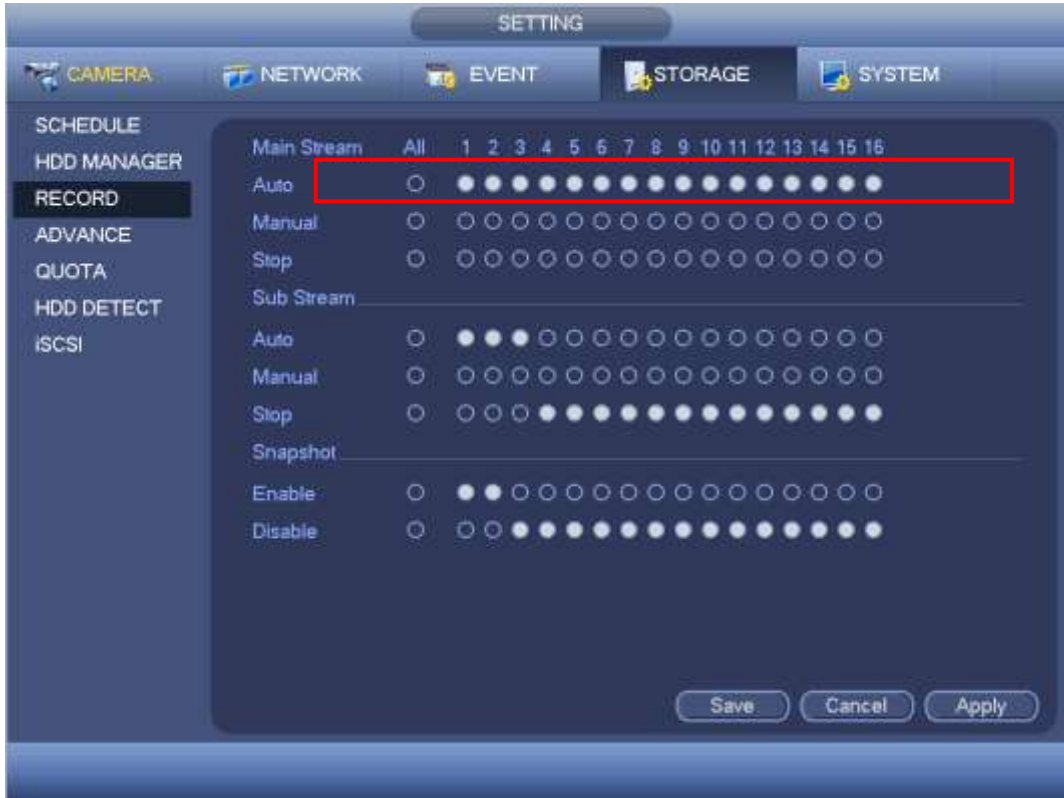 SETTING
CAMERA NETWORK EVENT STORAGE SYSTEM
SCHEDULE
HDD MANAGER
RECORD
ADVANCE
QUOTA
HDD DETECT
iSCSI
Main Stream All 1 2 3 4 5 6 7 8 9 10 11 12 13 14 15 16
Auto
Manual
Stop
Sub Stream
Auto
Manual
Stop
Snapshot
Enable
Disable
Save Cancel Apply